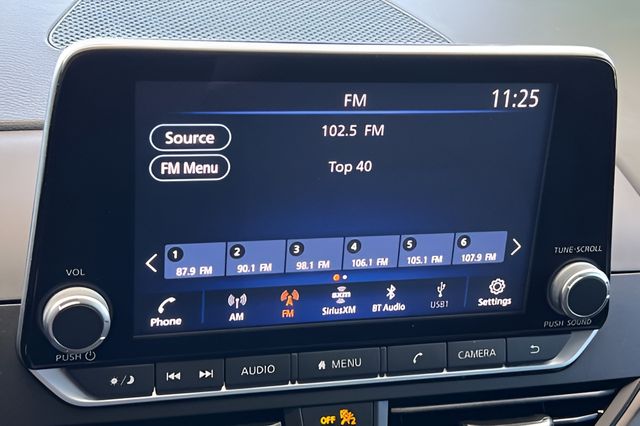 FM 11:25
102.5 FM
Source
Top 40
FM Menu
1 2 3 4 5 6
87.9 FM 90.1 FM 98.1 FM 106.1 FM 105.1 FM 107.9 FM
TUNE·SCROLL
VOL
Phone AM FM SXM SiriusXM BT Audio USB1 Settings
PUSH SOUND
PUSH
AUDIO MENU CAMERA
OFF 2